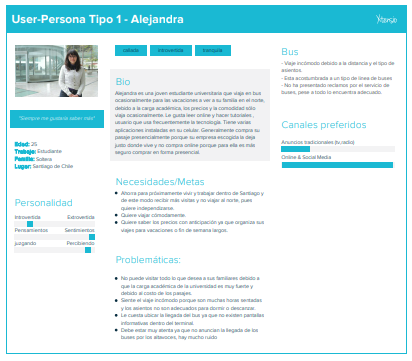 User-Persona Tipo 1 - Alejandra
"Siempre me gustaría saber más"
Edad: 25
Trabajo: Estudiante
Familia: Soltera
Lugar: Santiago de Chile
Personalidad
Introvertida Extrovertida
Pensamientos Sentimientos
juzgando Percibiendo
callada introvertida tranquila
Bio
Alejandra es una joven estudiante universitaria que viaja en bus
ocasionalmente para las vacaciones a ver a su familia en el norte,
debido a la carga académica, los precios y la comodidad sólo
viaja ocasionalmente. Le gusta leer online y hacer tutoriales ,
usuario que usa frecuentemente la tecnología. Tiene varias
aplicaciones instaladas en su celular. Generalmente compra su
pasaje presencialmente porque su empresa escogida la deja
justo donde vive y no compra online porque para ella es más
seguro comprar en forma presencial.
Necesidades/Metas
Ahorra para próximamente vivir y trabajar dentro de Santiago y
de este modo recibir más visitas y no viajar al norte, pues
quiere independizarse.
Quiere viajar cómodamente.
Quiere saber los precios con anticipación ya que organiza sus
viajes para vacaciones o fin de semana largos.
Problemáticas:
No puede visitar todo lo que desea a sus familiares debido a
que la carga académica de la universidad es muy fuerte y
debido al costo de los pasajes.
Siente el viaje incómodo porque son muchas horas sentadas
y los asientos no son adecuados para dormir o descansar.
Le cuesta ubicar la llegada del bus ya que no existen pantallas
informativas dentro del terminal.
Debe estar muy atenta ya que no anuncian la llegada de los
buses por los altavoces, hay mucho ruido
Bus
- Viaje incómodo debido a la distancia y el tipo de
asientos.
- Esta acostumbrada a un tipo de linea de buses
- No ha presentado reclamos por el servicio de
buses, pese a todo lo encuentra adecuado.
Canales preferidos
Anuncios tradicionales (tv,radio)
Online & Social Media